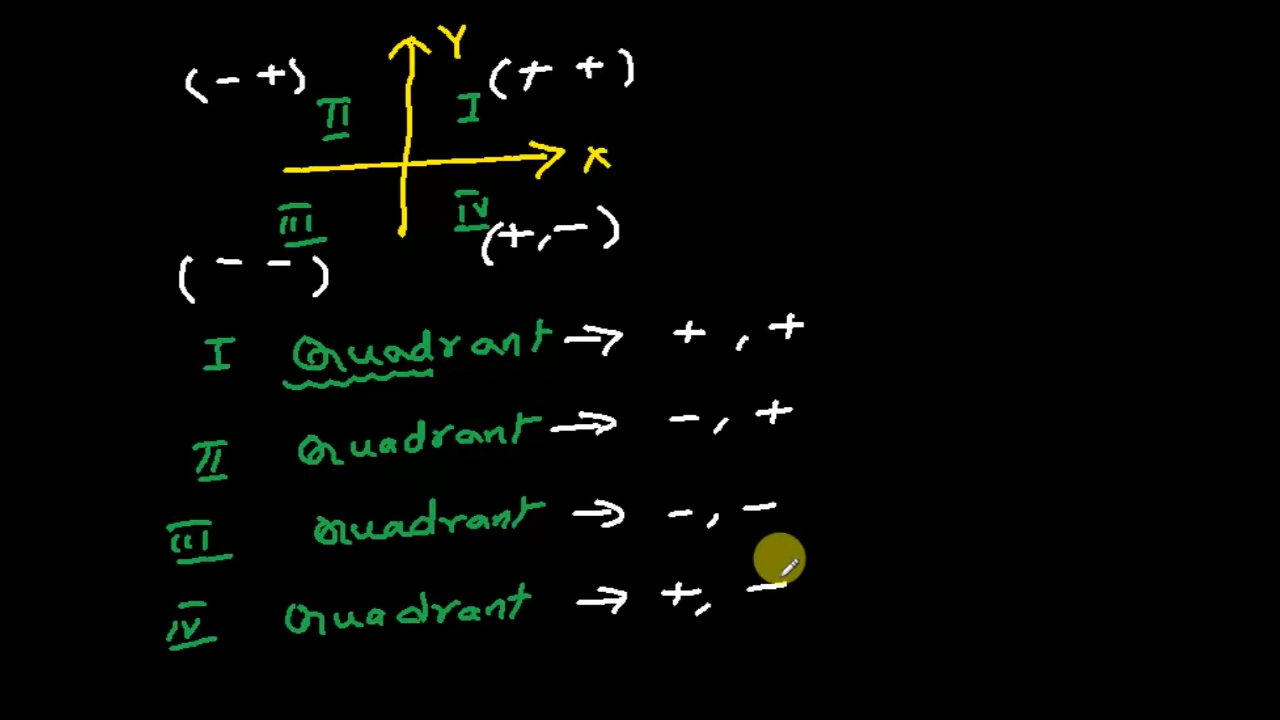 Y
(- +) II I (+ +)
X
III IV (+,-)
(- -)
I Quadrant → + , +
II Quadrant → - , +
III Quadrant → - , -
IV Quadrant → + , -